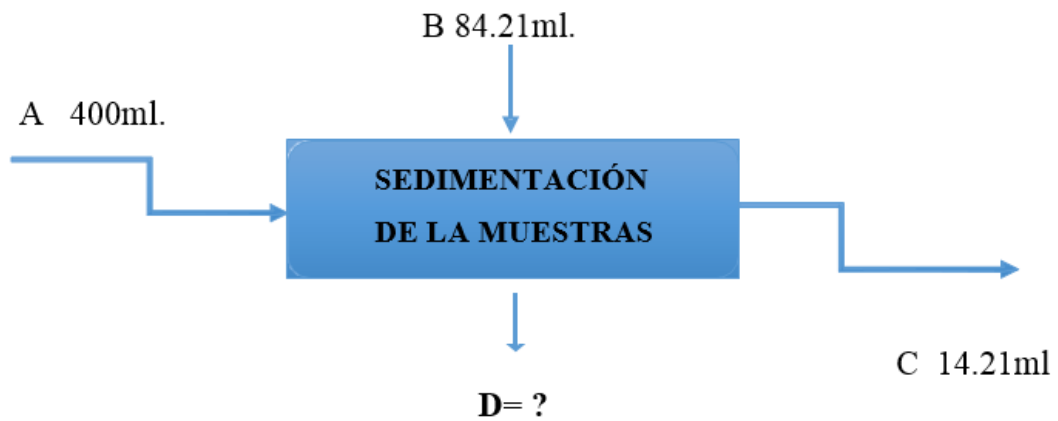 B 84.21ml.
A 400ml.
SEDIMENTACIÓN
DE LA MUESTRAS
C 14.21ml
D= ?